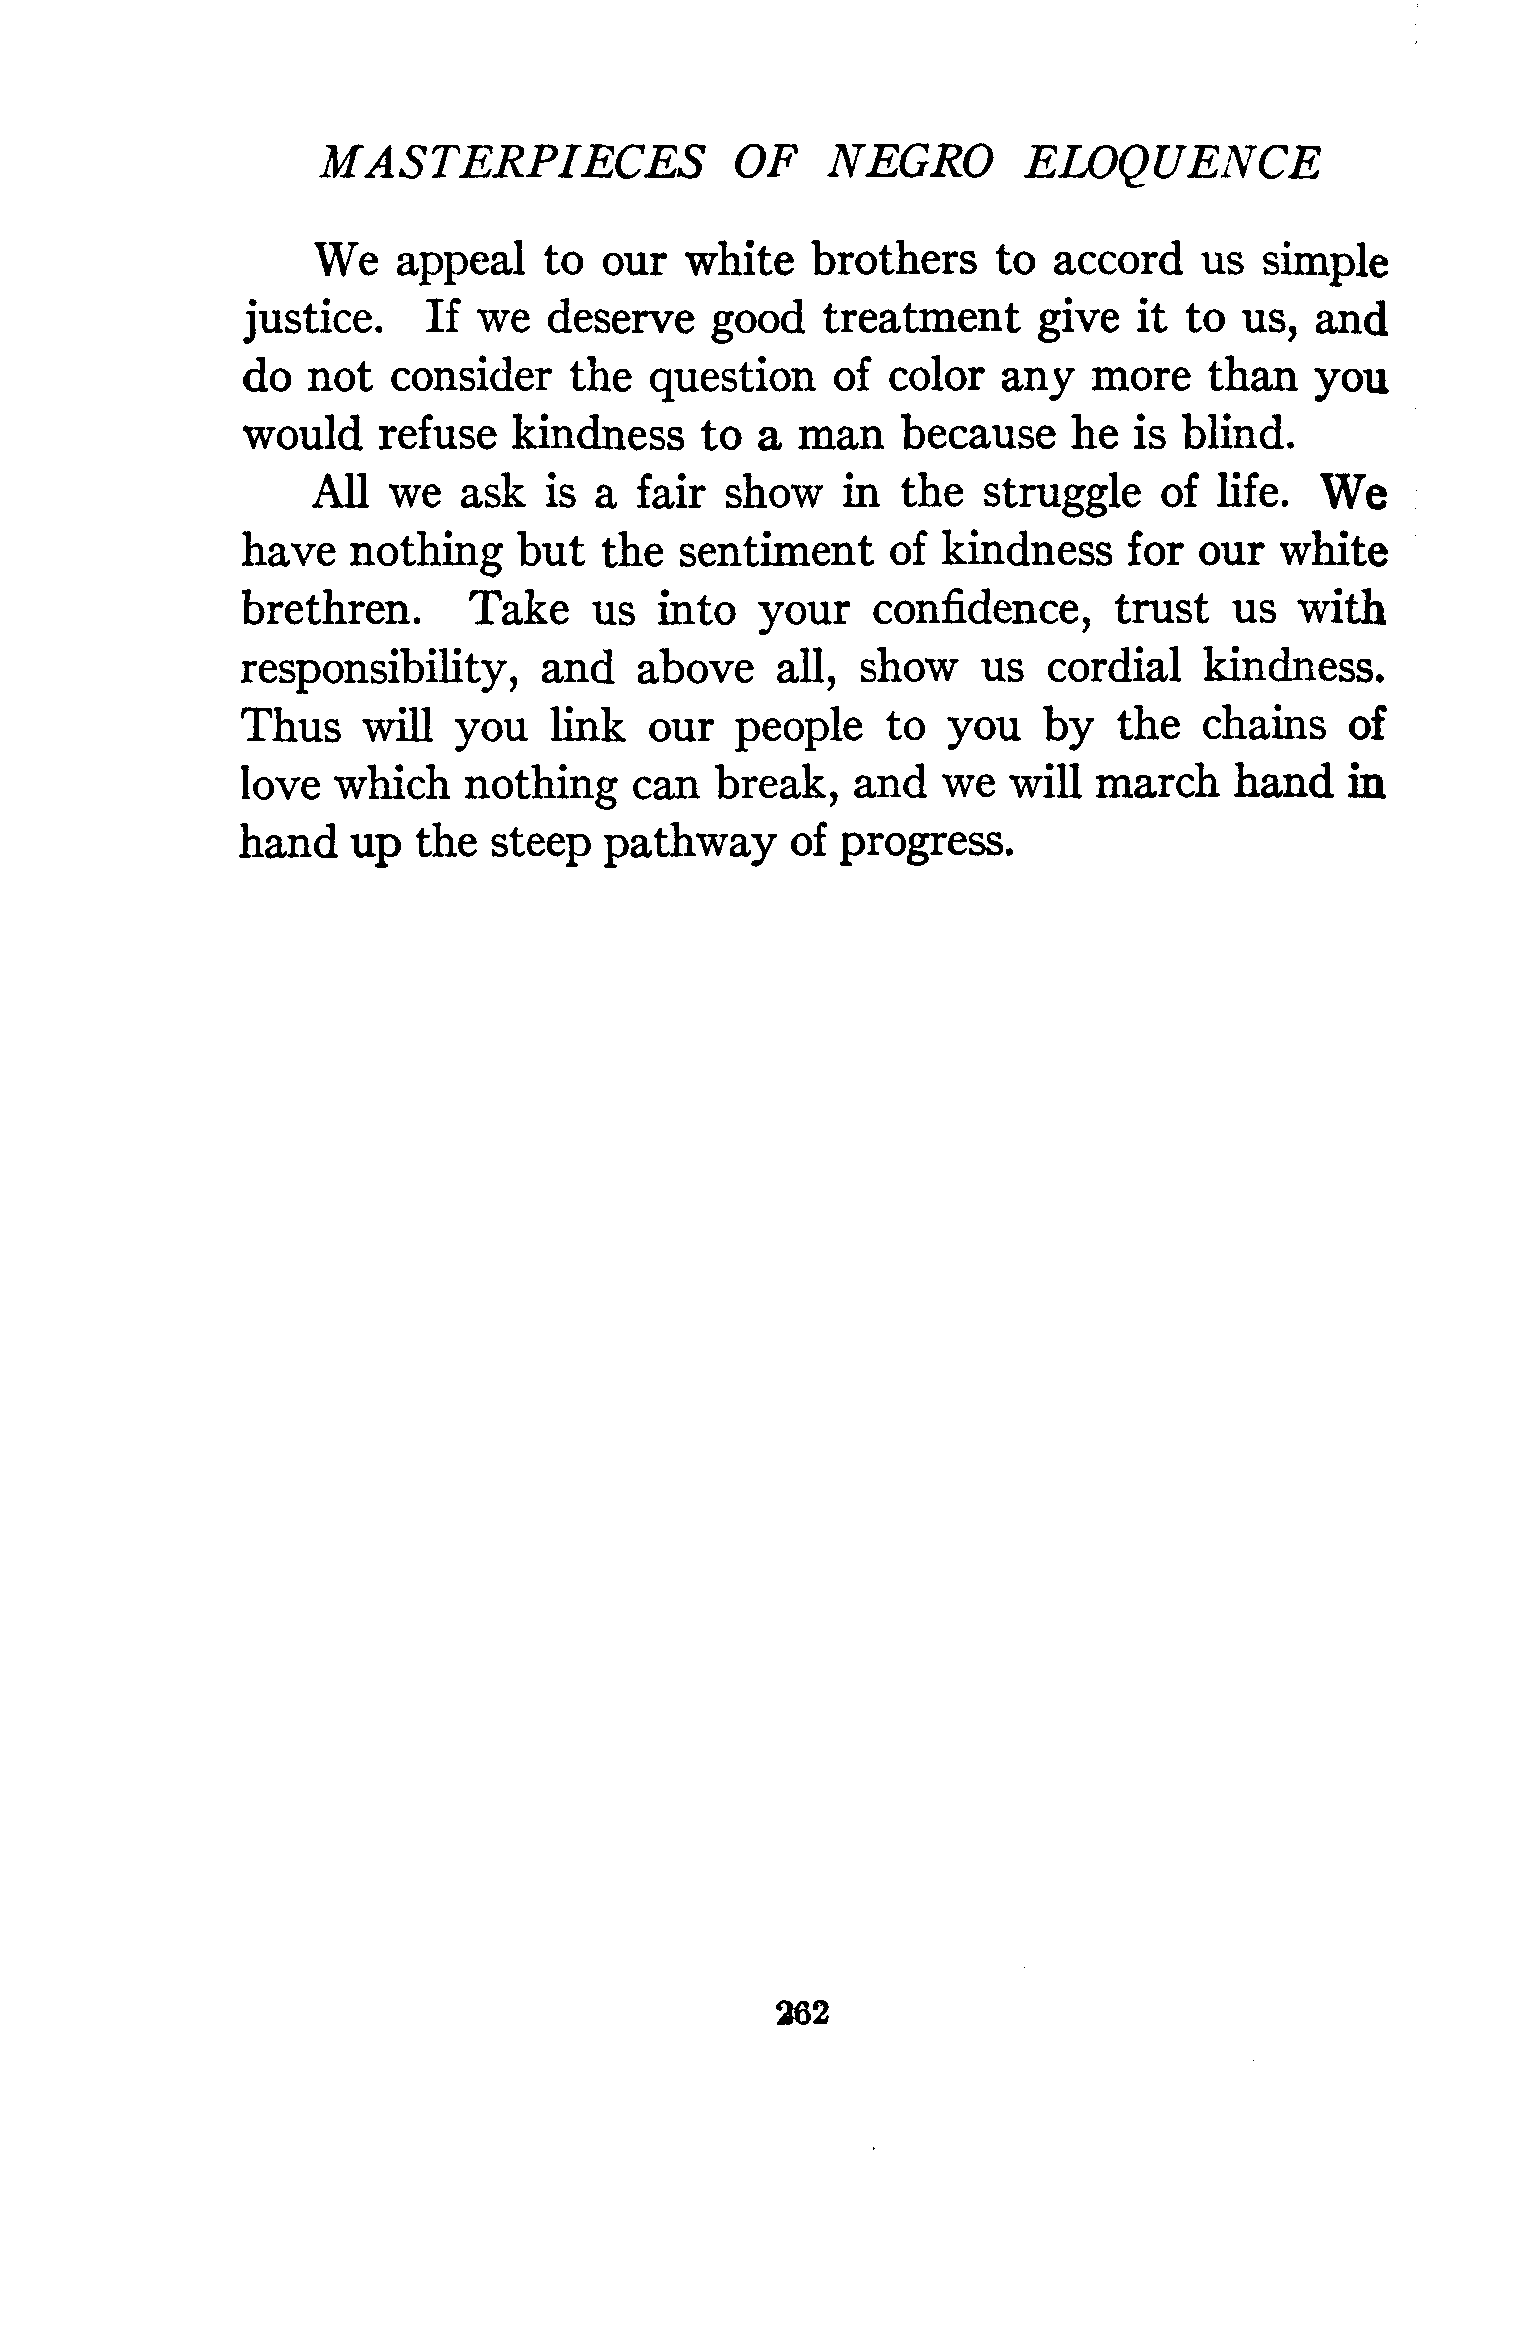 MASTERPIECES OF NEGRO ELOQUENCE
We appeal to our white brothers to accord us simple
justice. If we deserve good treatment give it to us, and
do not consider the question of color any more than you
would refuse kindness to a man because he is blind.
All we ask is a fair show in the struggle of life. We
have nothing but the sentiment of kindness for our white
brethren. Take us into your confidence, trust us with
responsibility, and above all, show us cordial kindness.
Thus will you link our people to you by the chains of
love which nothing can break, and we will march hand in
hand up the steep pathway of progress.
262